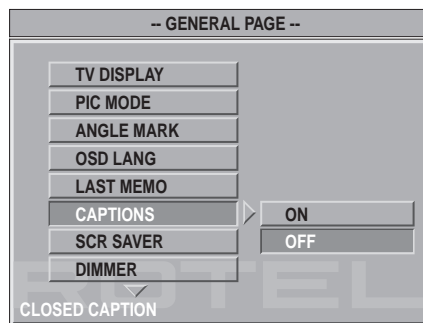 -- GENERAL PAGE --
TV DISPLAY
PIC MODE
ANGLE MARK
OSD LANG
LAST MEMO
CAPTIONS
ON
SCR SAVER
OFF
DIMMER
ROTEL
CLOSED CAPTION